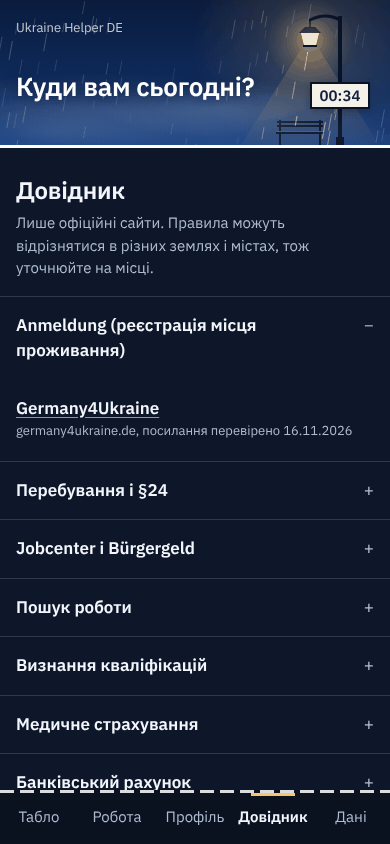 Ukraine Helper DE
Куди вам сьогодні?
00:34
Довідник
Лише офіційні сайти. Правила можуть
відрізнятися в різних землях і містах, тож
уточнюйте на місці.
Anmeldung (реєстрація місця
проживання)
−
Germany4Ukraine
germany4ukraine.de, посилання перевірено 16.11.2026
Перебування і §24 +
Jobcenter і Bürgergeld +
Пошук роботи +
Визнання кваліфікацій +
Медичне страхування +
Банківський рахунок +
Табло Робота Профіль Довідник Дані